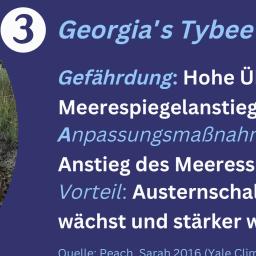 3 Georgia's Tybee
Gefährdung: Hohe Ü
Meerespiegelanstieg
Anpassungsmaßnahm
Anstieg des Meeress
Vorteil: Austernschal
wächst und stärker w
Quelle: Peach, Sarah 2016 (Yale Clim